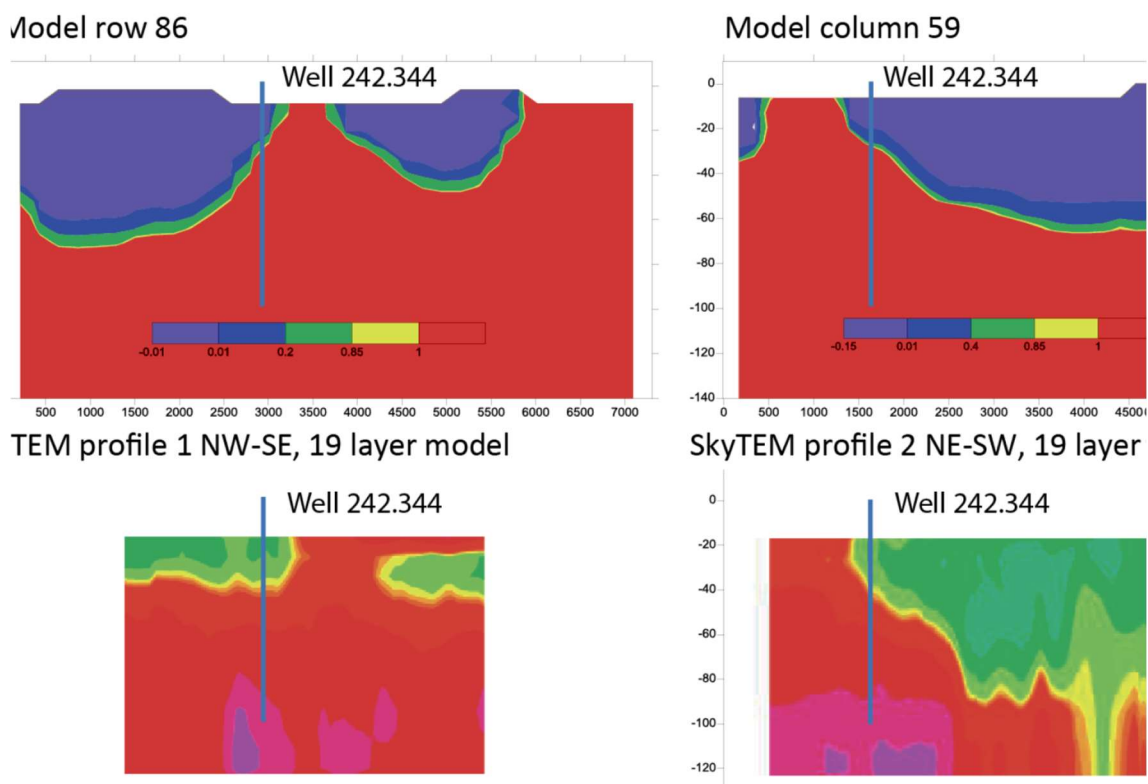 Model row 86
Model column 59
Well 242.344
Well 242.344
0
-20
-40
-60
-80
-100
-120
-140
-0.01 0.01 0.2 0.85 1
-0.15 0.01 0.4 0.85 1
500 1000 1500 2000 2500 3000 3500 4000 4500 5000 5500 6000 6500 7000
0 500 1000 1500 2000 2500 3000 3500 4000 4500
TEM profile 1 NW-SE, 19 layer model
SkyTEM profile 2 NE-SW, 19 layer
Well 242.344
Well 242.344
0
-20
-40
-60
-80
-100
-120